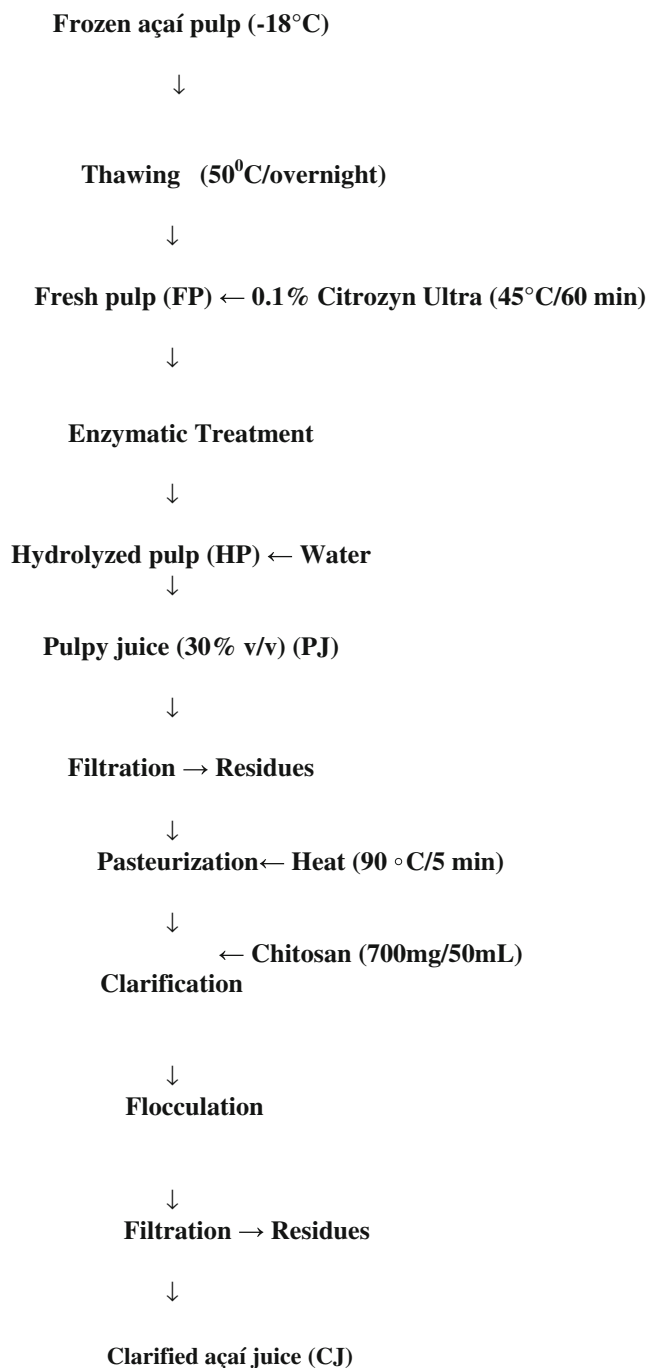 Frozen açaí pulp (-18°C)
↓
Thawing (50⁰C/overnight)
↓
Fresh pulp (FP) ← 0.1% Citrozyn Ultra (45°C/60 min)
↓
Enzymatic Treatment
↓
Hydrolyzed pulp (HP) ← Water
↓
Pulpy juice (30% v/v) (PJ)
↓
Filtration → Residues
↓
Pasteurization← Heat (90 ◦C/5 min)
↓
← Chitosan (700mg/50mL)
Clarification
↓
Flocculation
↓
Filtration → Residues
↓
Clarified açaí juice (CJ)